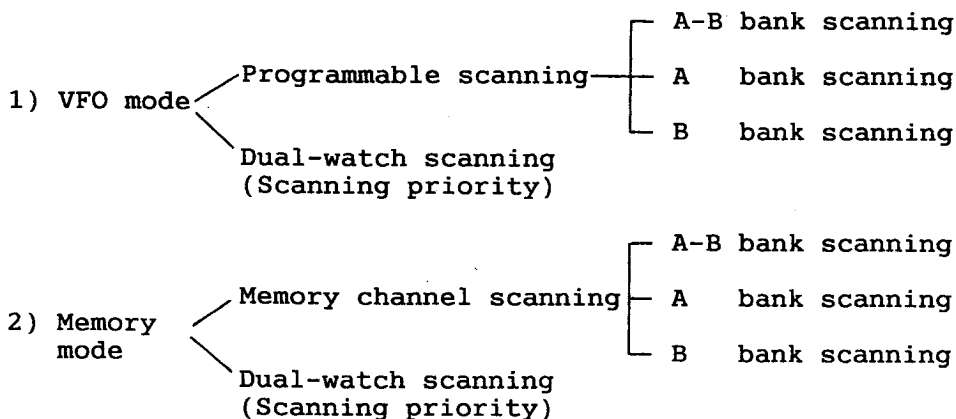 A-B bank scanning
1) VFO mode Programmable scanning A bank scanning
B bank scanning
Dual-watch scanning
(Scanning priority)
A-B bank scanning
2) Memory mode Memory channel scanning A bank scanning
B bank scanning
Dual-watch scanning
(Scanning priority)